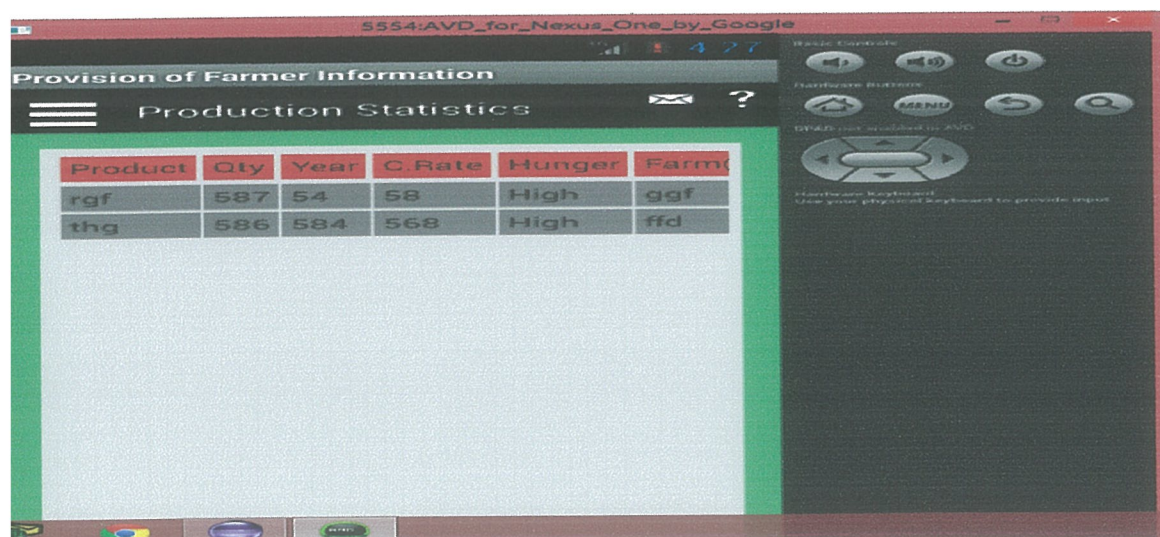 5554:AVD_for_Nexus_One_by_Google
4:27
Provision of Farmer Information
Production Statistics ?
Product Qty Year C.Rate Hunger Farm(
rgf 587 54 58 High ggf
thg 586 584 568 High ffd
Basic Controls
Hardware Buttons
MENU
DPAD not enabled in AVD
Hardware Keyboard
Use your physical keyboard to provide input